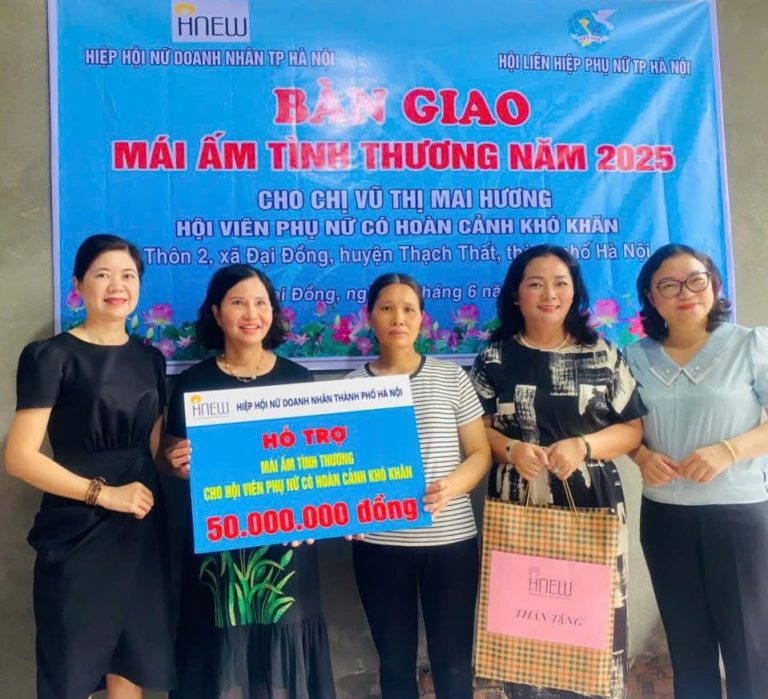 HNEW
HIỆP HỘI NỮ DOANH NHÂN TP HÀ NỘI
HỘI LIÊN HIỆP PHỤ NỮ TP HÀ NỘI
BÀN GIAO
MÁI ẤM TÌNH THƯƠNG NĂM 2025
CHO CHỊ VŨ THỊ MAI HƯƠNG
HỘI VIÊN PHỤ NỮ CÓ HOÀN CẢNH KHÓ KHĂN
Thôn 2, xã Đại Đồng, huyện Thạch Thất, phố Hà Nội
Đồng, tháng 6
HNEW HIỆP HỘI NỮ DOANH NHÂN THÀNH PHỐ HÀ NỘI
HỖ TRỢ
MÁI ẤM TÌNH THƯƠNG
CHO HỘI VIÊN PHỤ NỮ CÓ HOÀN CẢNH KHÓ KHĂN
50.000.000 đồng
HNEW
THÂN TẶNG